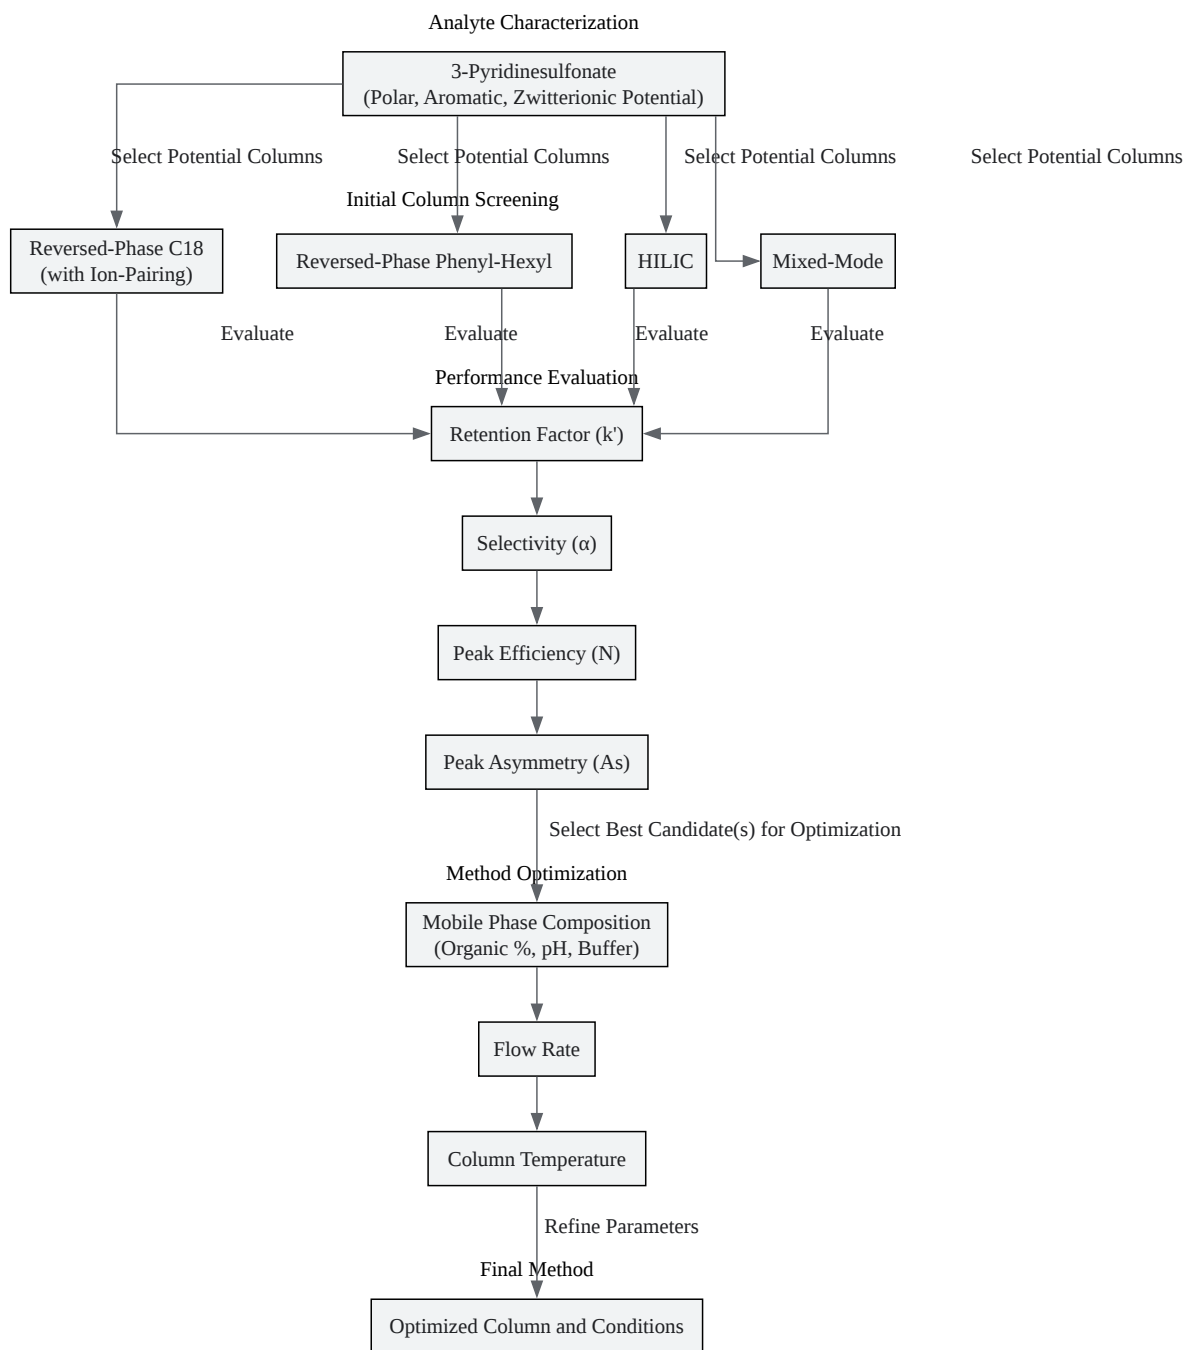 Analyte Characterization
3-Pyridinesulfonate
(Polar, Aromatic, Zwitterionic Potential)
Select Potential Columns
Select Potential Columns
Select Potential Columns
Select Potential Columns
Initial Column Screening
Reversed-Phase C18
(with Ion-Pairing)
Reversed-Phase Phenyl-Hexyl
HILIC
Mixed-Mode
Evaluate
Evaluate
Evaluate
Evaluate
Performance Evaluation
Retention Factor (k')
Selectivity (α)
Peak Efficiency (N)
Peak Asymmetry (As)
Select Best Candidate(s) for Optimization
Method Optimization
Mobile Phase Composition
(Organic %, pH, Buffer)
Flow Rate
Column Temperature
Refine Parameters
Final Method
Optimized Column and Conditions